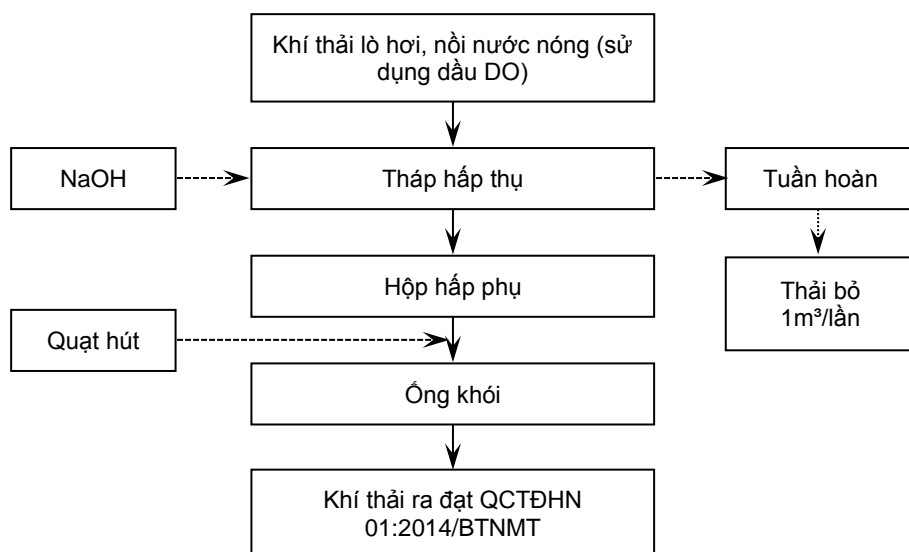 Khí thải lò hơi, nồi nước nóng (sử
dụng dầu DO)
NaOH
Tháp hấp thụ
Tuần hoàn
Hộp hấp phụ
Thải bỏ
1m³/lần
Quạt hút
Ống khói
Khí thải ra đạt QCTĐHN
01:2014/BTNMT